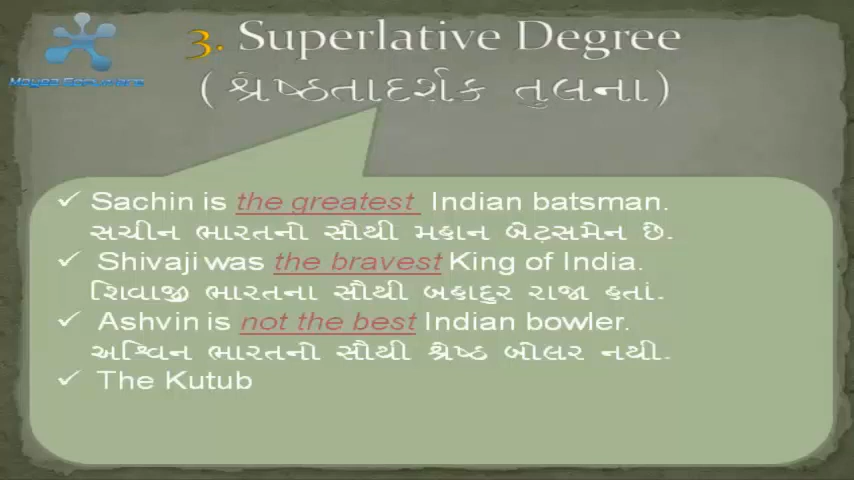 3. Superlative Degree
(શ્રેષ્ઠતાદર્શક તુલના)
Sachin is the greatest Indian batsman.
સચીન ભારતનો સૌથી મહાન બેટ્સમેન છે.
Shivaji was the bravest King of India.
શિવાજી ભારતના સૌથી બહાદુર રાજા હતાં.
Ashvin is not the best Indian bowler.
અશ્વિન ભારતનો સૌથી શ્રેષ્ઠ બોલર નથી.
The Kutub